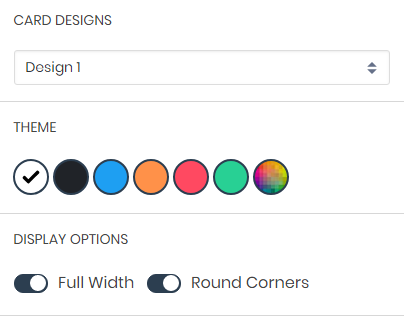 CARD DESIGNS
Design 1
THEME
DISPLAY OPTIONS
Full Width Round Corners